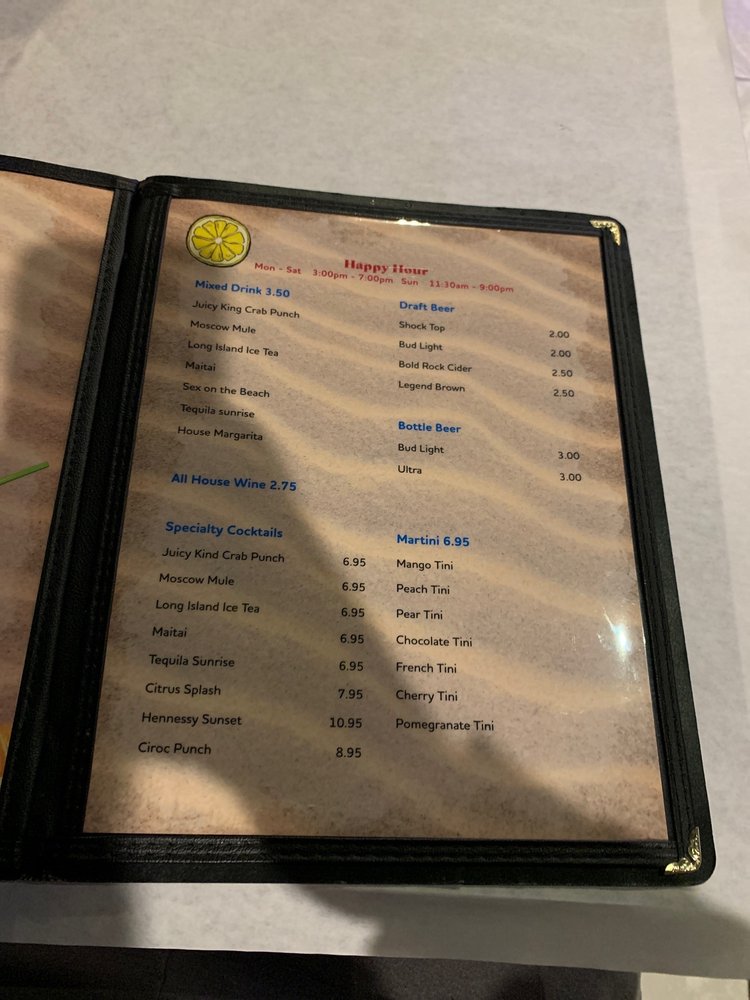 Happy Hour
Mon - Sat 3:00pm - 7:00pm Sun 11:30am - 9:00pm
Mixed Drink 3.50
Juicy King Crab Punch
Moscow Mule
Long Island Ice Tea
Maitai
Sex on the Beach
Tequila sunrise
House Margarita
All House Wine 2.75
Draft Beer
Shock Top 2.00
Bud Light 2.00
Bold Rock Cider 2.50
Legend Brown 2.50
Bottle Beer
Bud Light 3.00
Ultra 3.00
Specialty Cocktails
Juicy Kind Crab Punch 6.95
Moscow Mule 6.95
Long Island Ice Tea 6.95
Maitai 6.95
Tequila Sunrise 6.95
Citrus Splash 7.95
Hennessy Sunset 10.95
Ciroc Punch 8.95
Martini 6.95
Mango Tini
Peach Tini
Pear Tini
Chocolate Tini
French Tini
Cherry Tini
Pomegranate Tini